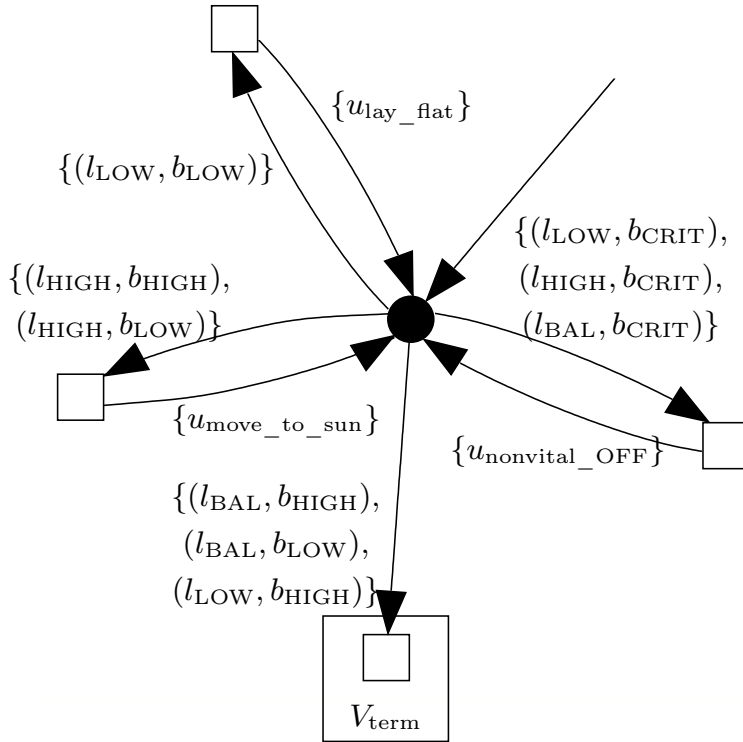 {u_lay_flat}
{(l_LOW, b_LOW)}
{(l_LOW, b_CRIT),
(l_HIGH, b_CRIT),
(l_BAL, b_CRIT)}
{(l_HIGH, b_HIGH),
(l_HIGH, b_LOW)}
{u_move_to_sun}
{u_nonvital_OFF}
{(l_BAL, b_HIGH),
(l_BAL, b_LOW),
(l_LOW, b_HIGH)}
V_term